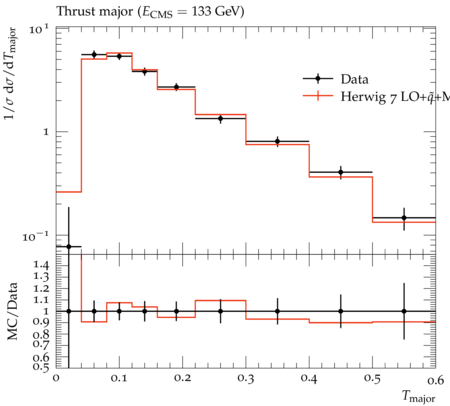 Thrust major (E_CMS = 133 GeV)
1/σ dσ/dT_major
10^1
1
10^−1
Data
Herwig 7 LO+q̃+M
MC/Data
1.4
1.3
1.2
1.1
1
0.9
0.8
0.7
0.6
0.5
0 0.1 0.2 0.3 0.4 0.5 0.6
T_major